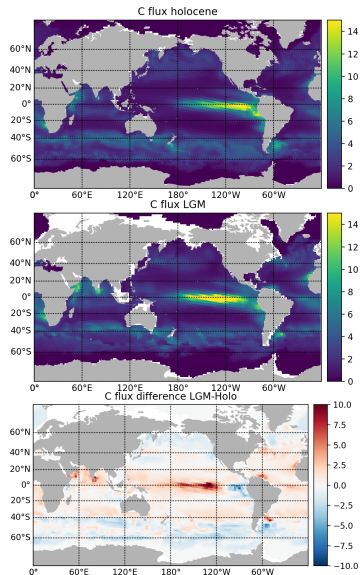 C flux holocene
60°N
40°N
20°N
0°
20°S
40°S
60°S
0° 60°E 120°E 180° 120°W 60°W
14
12
10
8
6
4
2
0
C flux LGM
60°N
40°N
20°N
0°
20°S
40°S
60°S
0° 60°E 120°E 180° 120°W 60°W
14
12
10
8
6
4
2
0
C flux difference LGM-Holo
60°N
40°N
20°N
0°
20°S
40°S
60°S
0° 60°E 120°E 180° 120°W 60°W
10.0
7.5
5.0
2.5
0.0
−2.5
−5.0
−7.5
−10.0